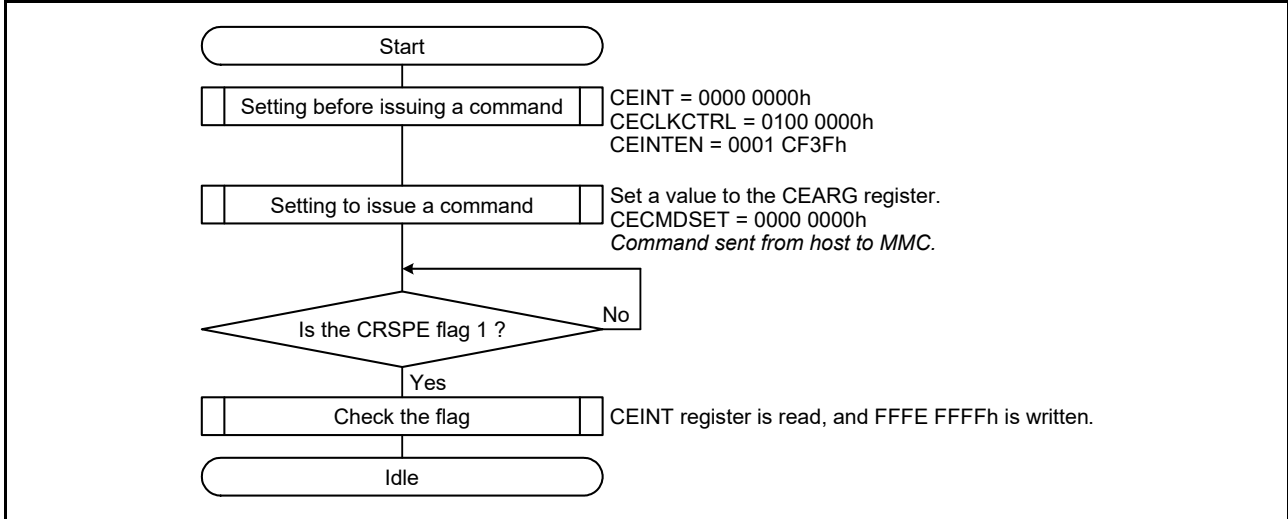 Start
Setting before issuing a command
CEINT = 0000 0000h
CECLKCTRL = 0100 0000h
CEINTEN = 0001 CF3Fh
Setting to issue a command
Set a value to the CEARG register.
CECMDSET = 0000 0000h
Command sent from host to MMC.
Is the CRSPE flag 1 ?
No
Yes
Check the flag
CEINT register is read, and FFFE FFFFh is written.
Idle